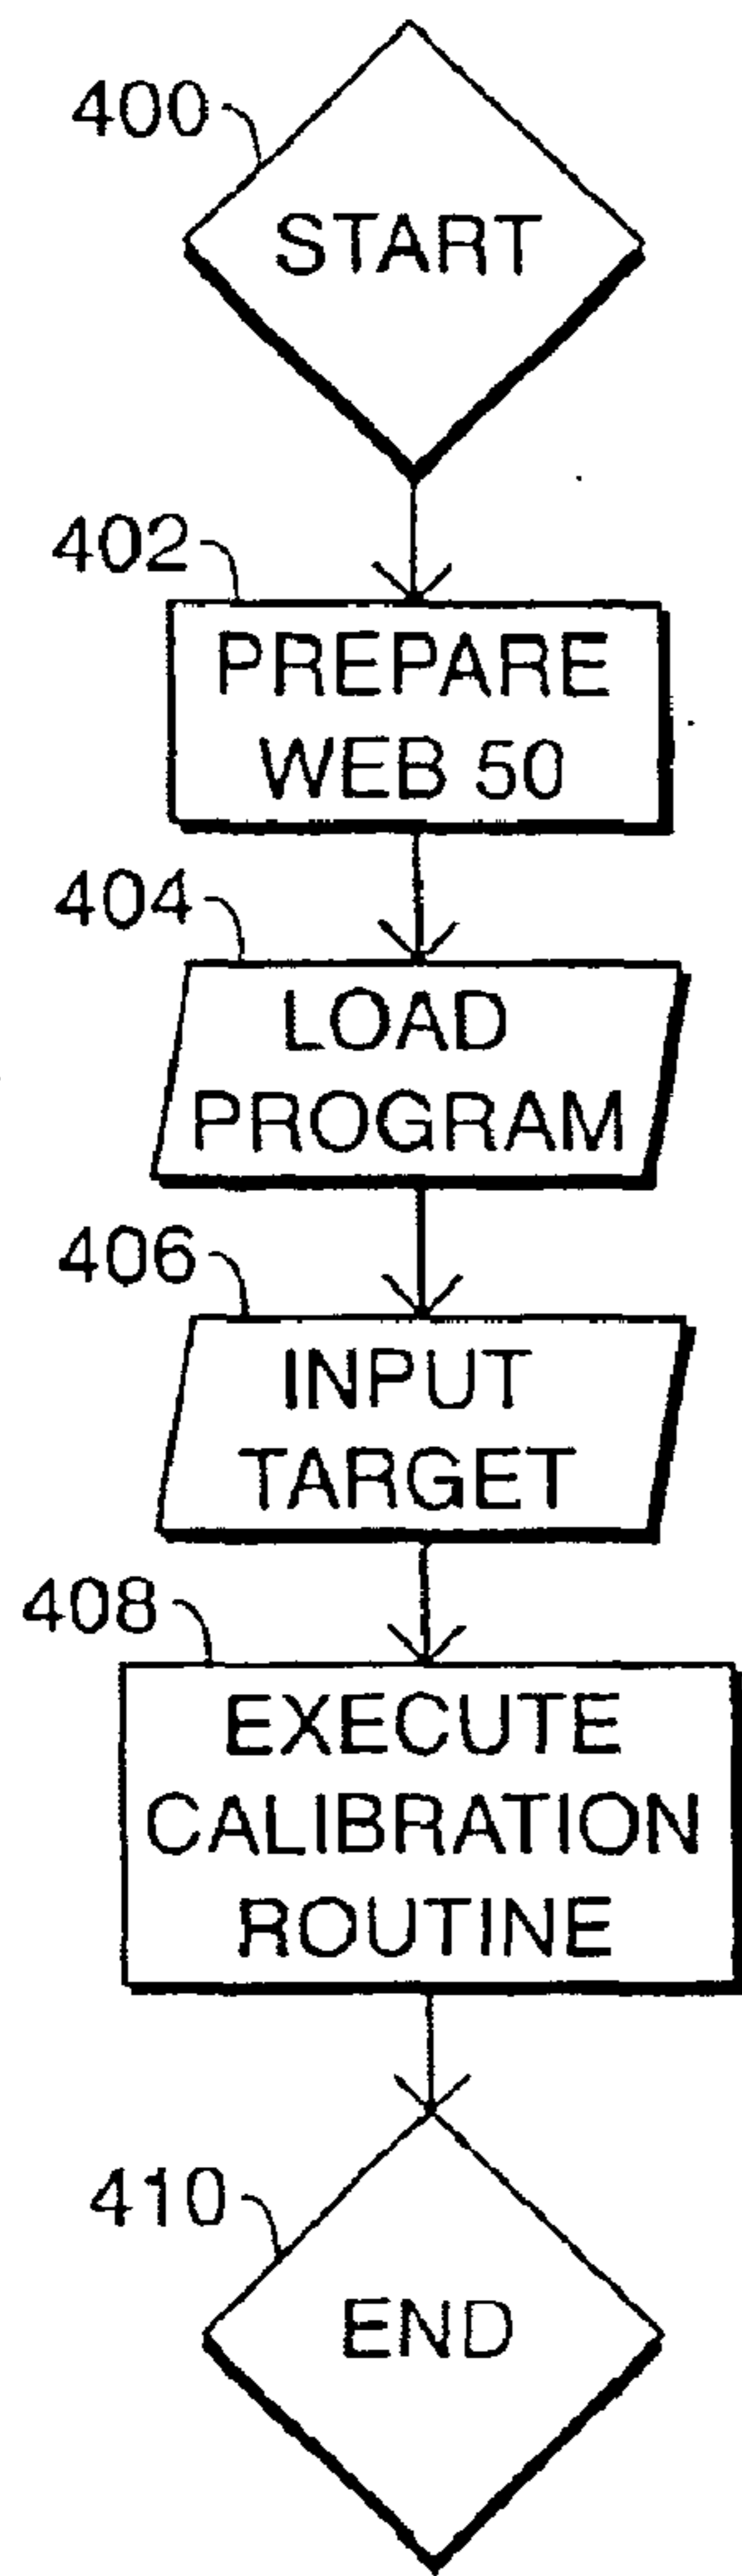 400
START
402
PREPARE
WEB 50
404
LOAD
PROGRAM
406
INPUT
TARGET
408
EXECUTE
CALIBRATION
ROUTINE
410
END